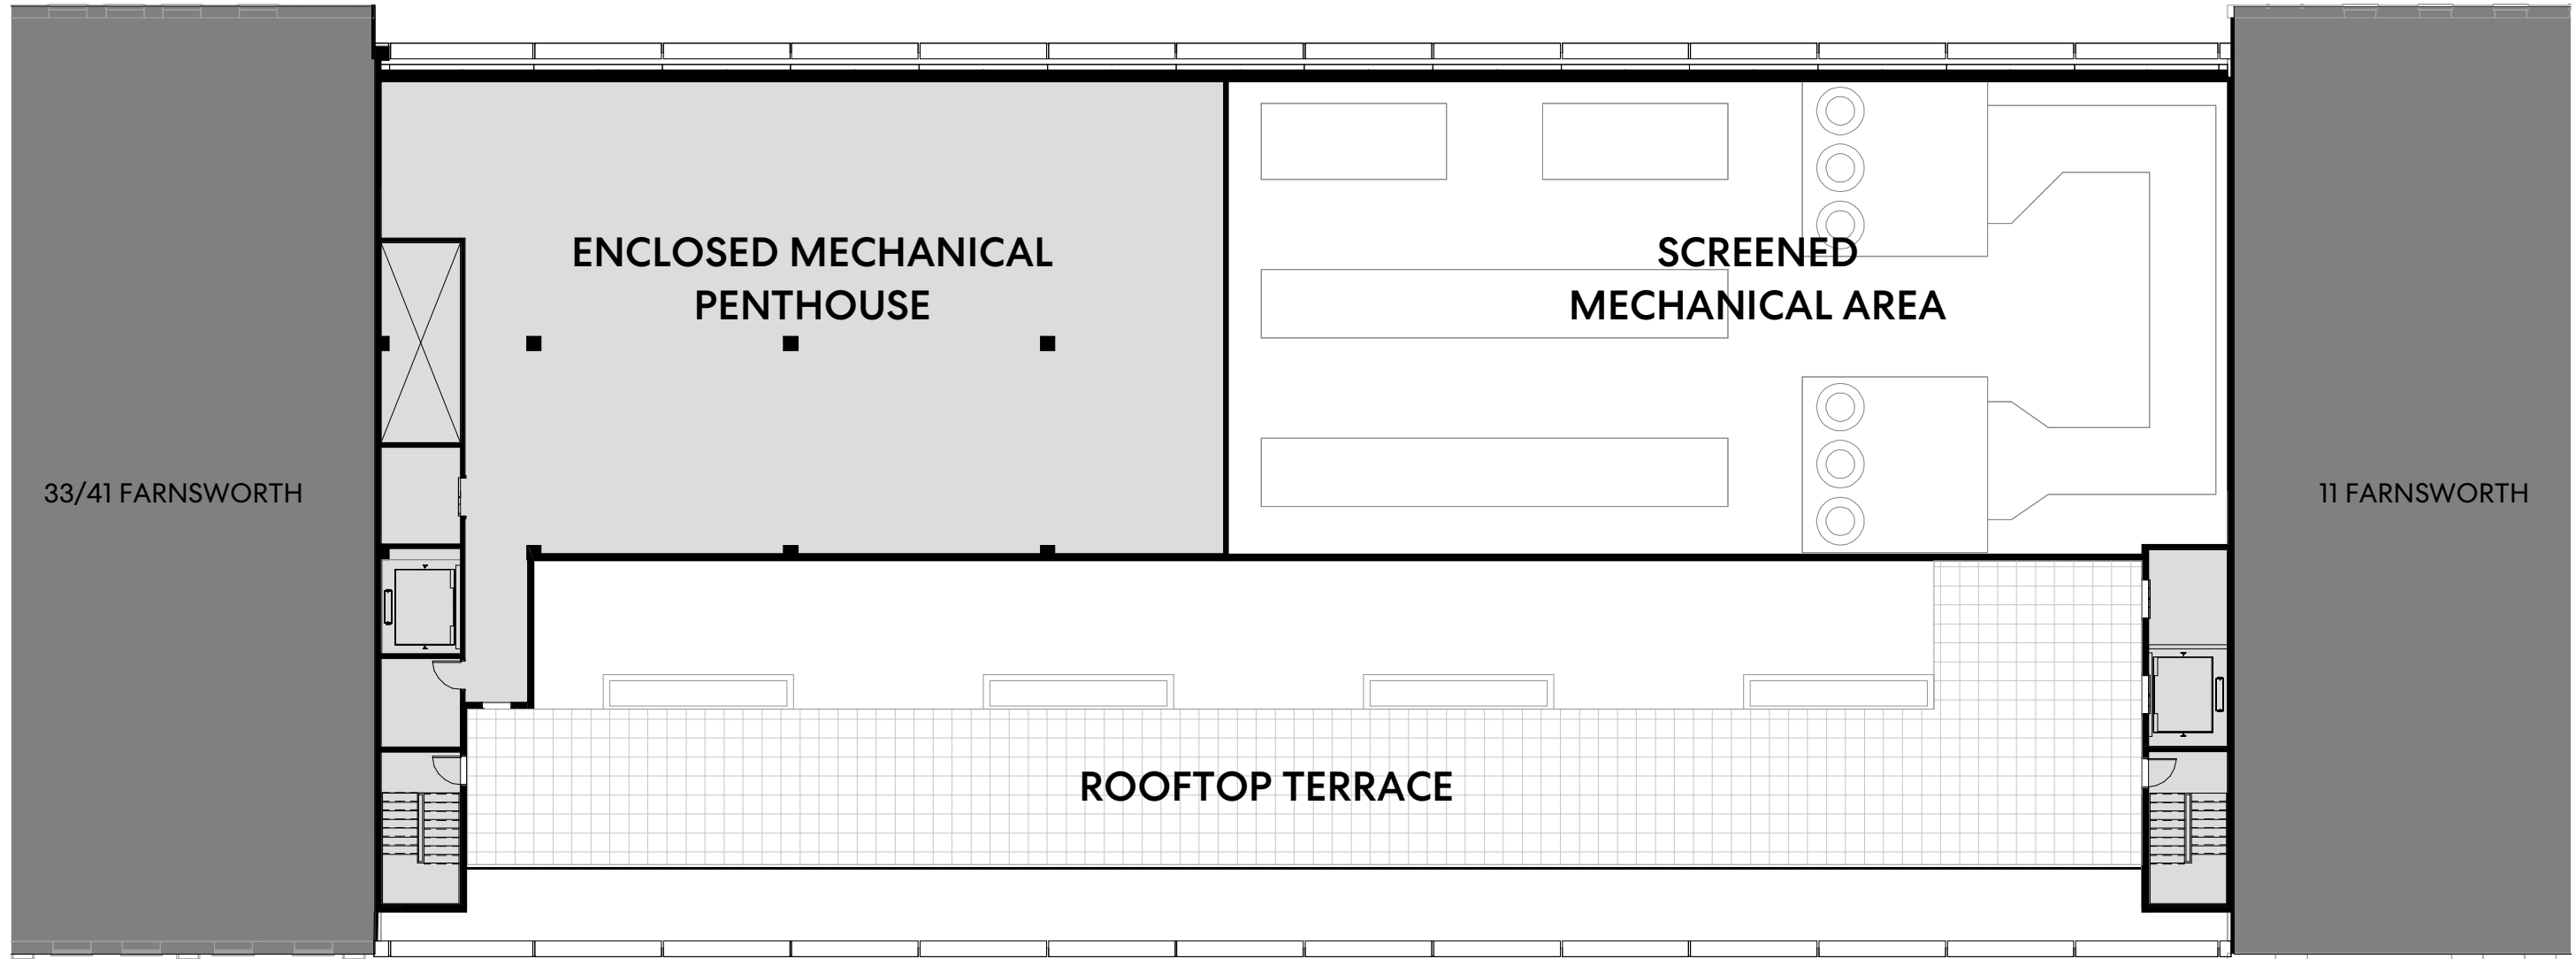 ENCLOSED MECHANICAL
PENTHOUSE
SCREENED
MECHANICAL AREA
33/41 FARNSWORTH
11 FARNSWORTH
ROOFTOP TERRACE